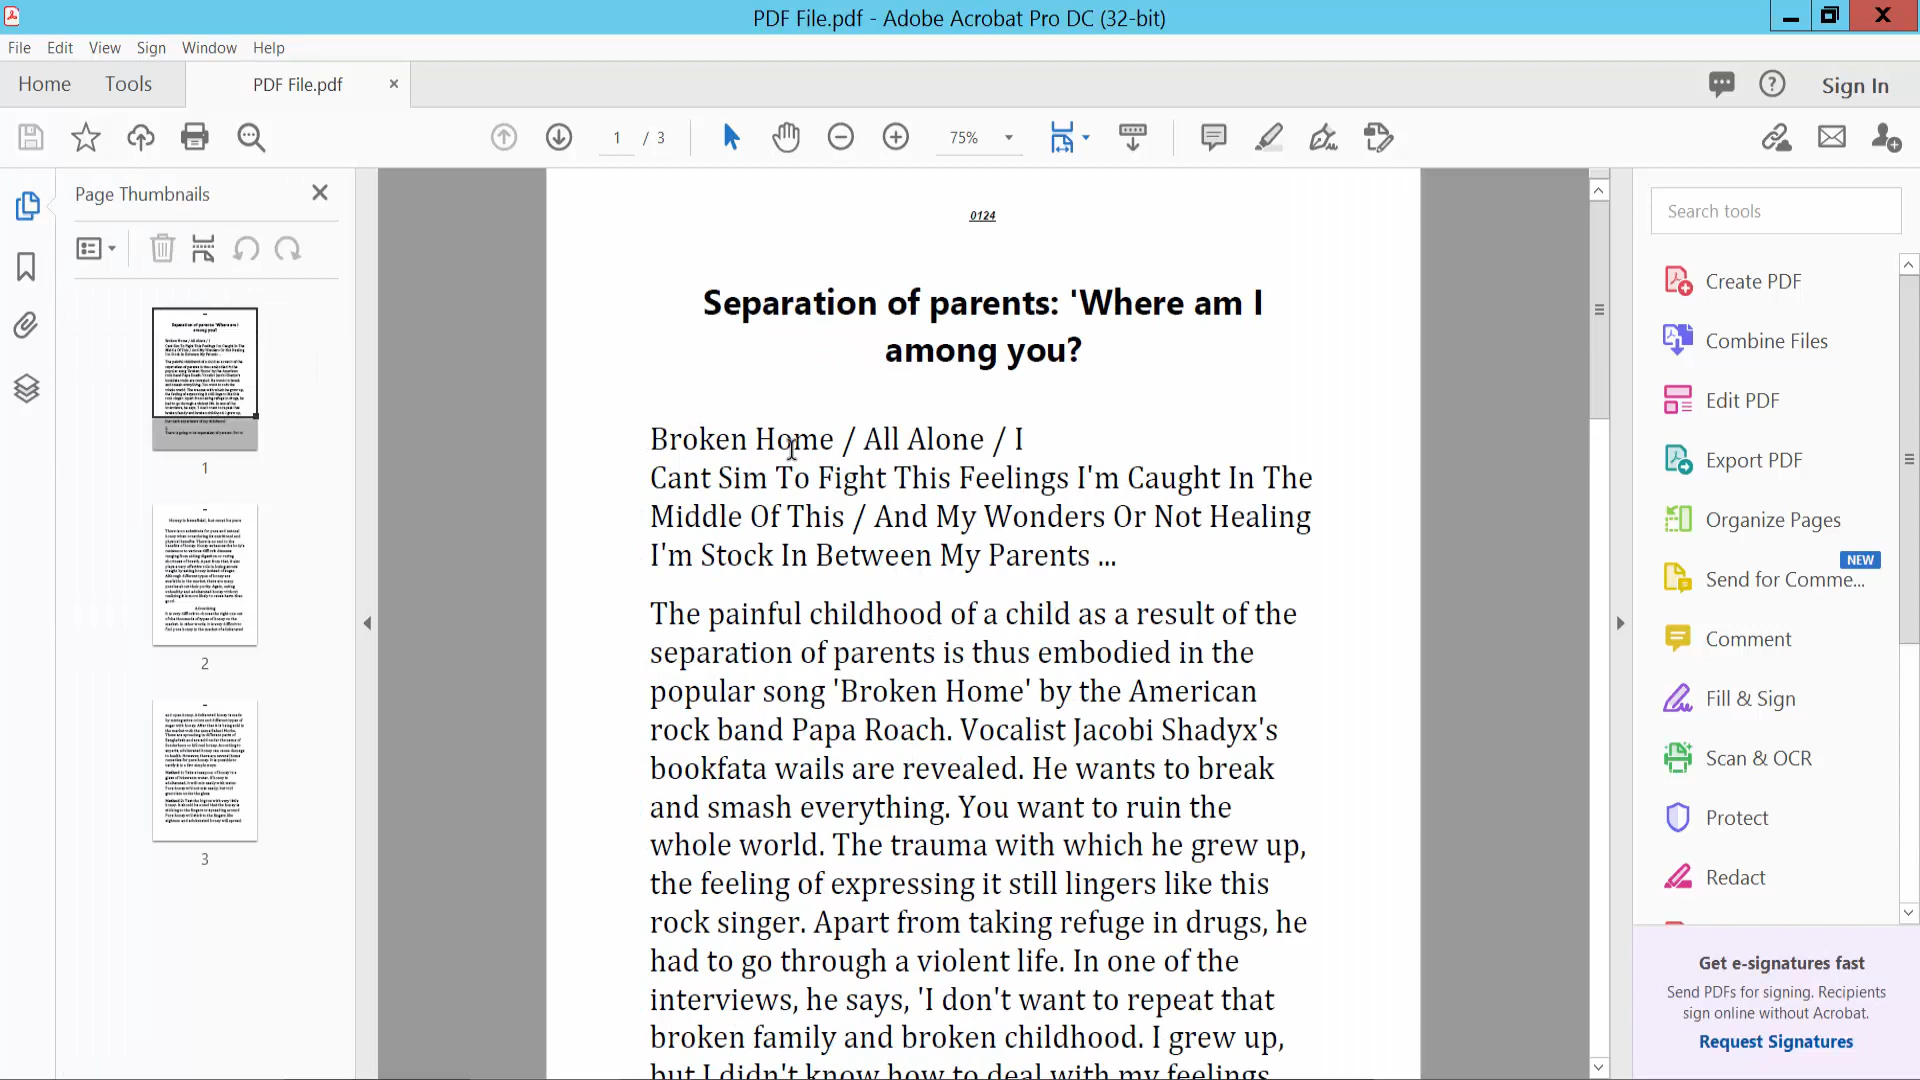 PDF File.pdf - Adobe Acrobat Pro DC (32-bit)
File Edit View Sign Window Help
Home Tools PDF File.pdf Sign In
1 / 3 75%
Page Thumbnails
1
2
3
0124
Separation of parents: 'Where am I
among you?
Broken Home / All Alone / I
Cant Sim To Fight This Feelings I'm Caught In The
Middle Of This / And My Wonders Or Not Healing
I'm Stock In Between My Parents ...
The painful childhood of a child as a result of the
separation of parents is thus embodied in the
popular song 'Broken Home' by the American
rock band Papa Roach. Vocalist Jacobi Shadyx's
bookfata wails are revealed. He wants to break
and smash everything. You want to ruin the
whole world. The trauma with which he grew up,
the feeling of expressing it still lingers like this
rock singer. Apart from taking refuge in drugs, he
had to go through a violent life. In one of the
interviews, he says, 'I don't want to repeat that
broken family and broken childhood. I grew up,
but I didn't know how to deal with my feelings
Search tools
Create PDF
Combine Files
Edit PDF
Export PDF
Organize Pages
NEW
Send for Comme...
Comment
Fill & Sign
Scan & OCR
Protect
Redact
Get e-signatures fast
Send PDFs for signing. Recipients
sign online without Acrobat.
Request Signatures